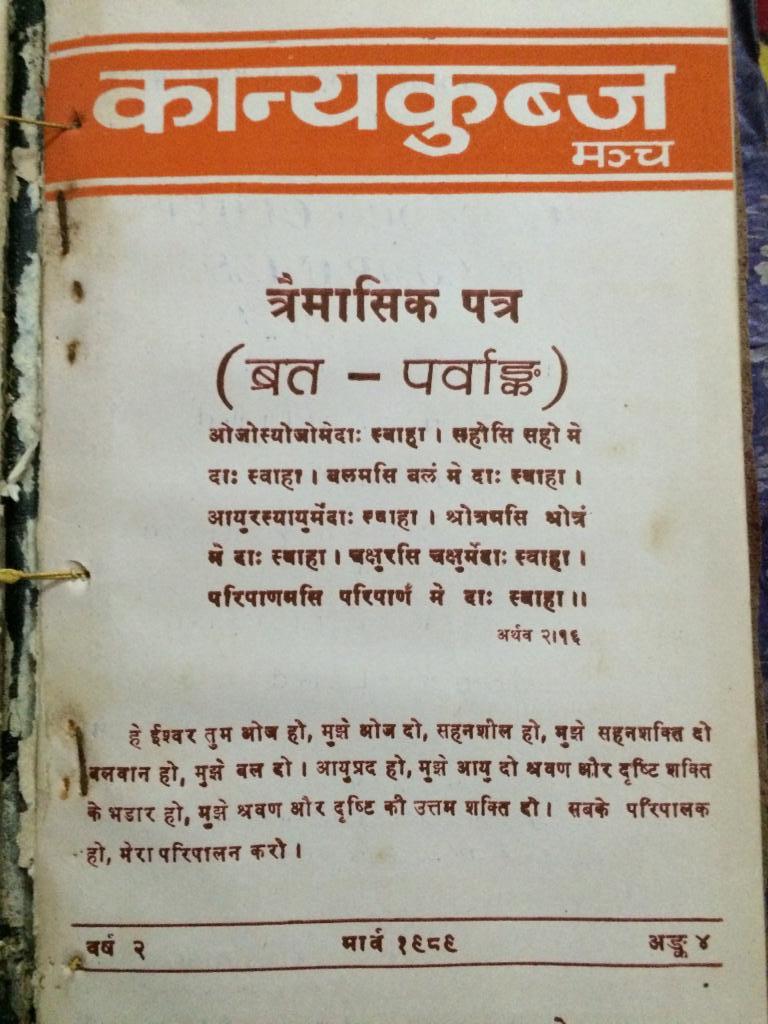 कान्यकुब्ज
मञ्च
त्रैमासिक पत्र
(ब्रत - पर्वाङ्क)
ओजोस्योजोमेदाः स्वाहा । सहोसि सहो मे
दाः स्वाहा । बलमसि बलं मे दाः स्वाहा ।
आयुरस्यायुर्मेदाः स्वाहा । श्रोत्रमसि श्रोत्रं
मे दाः स्वाहा । चक्षुरसि चक्षुर्मेदाः स्वाहा ।
परिपाणमसि परिपाणं मे दाः स्वाहा ॥
अर्थव २।१६
हे ईश्वर तुम ओज हो, मुझे ओज दो, सहनशील हो, मुझे सहनशक्ति दो
बलवान हो, मुझे बल दो । आयुप्रद हो, मुझे आयु दो श्रवण और दृष्टि शक्ति
के भडार हो, मुझे श्रवण और दृष्टि की उत्तम शक्ति दो । सबके परिपालक
हो, मेरा परिपालन करो ।
वर्ष २ मार्च १९८९ अङ्क ४